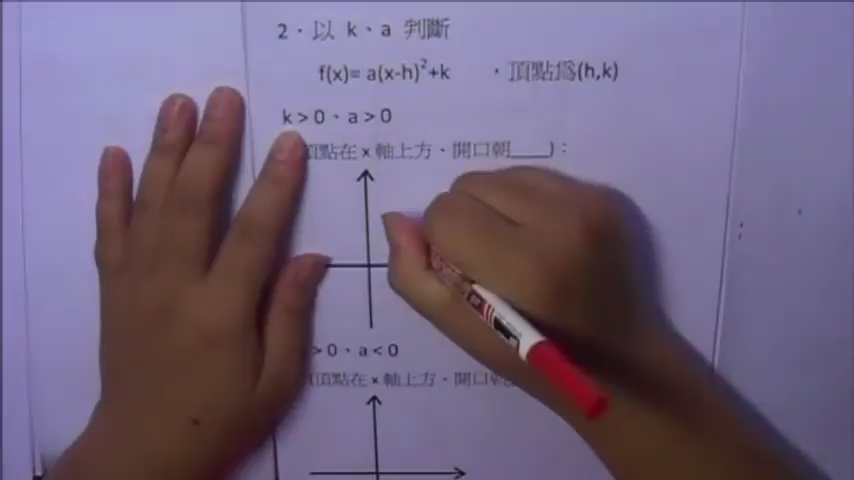 2．以 k、a 判斷
f(x)= a(x-h)²+k ，頂點為(h,k)
k > 0、a > 0
頂點在 x 軸上方，開口朝____)：
> 0、a < 0
(頂點在 x 軸上方，開口